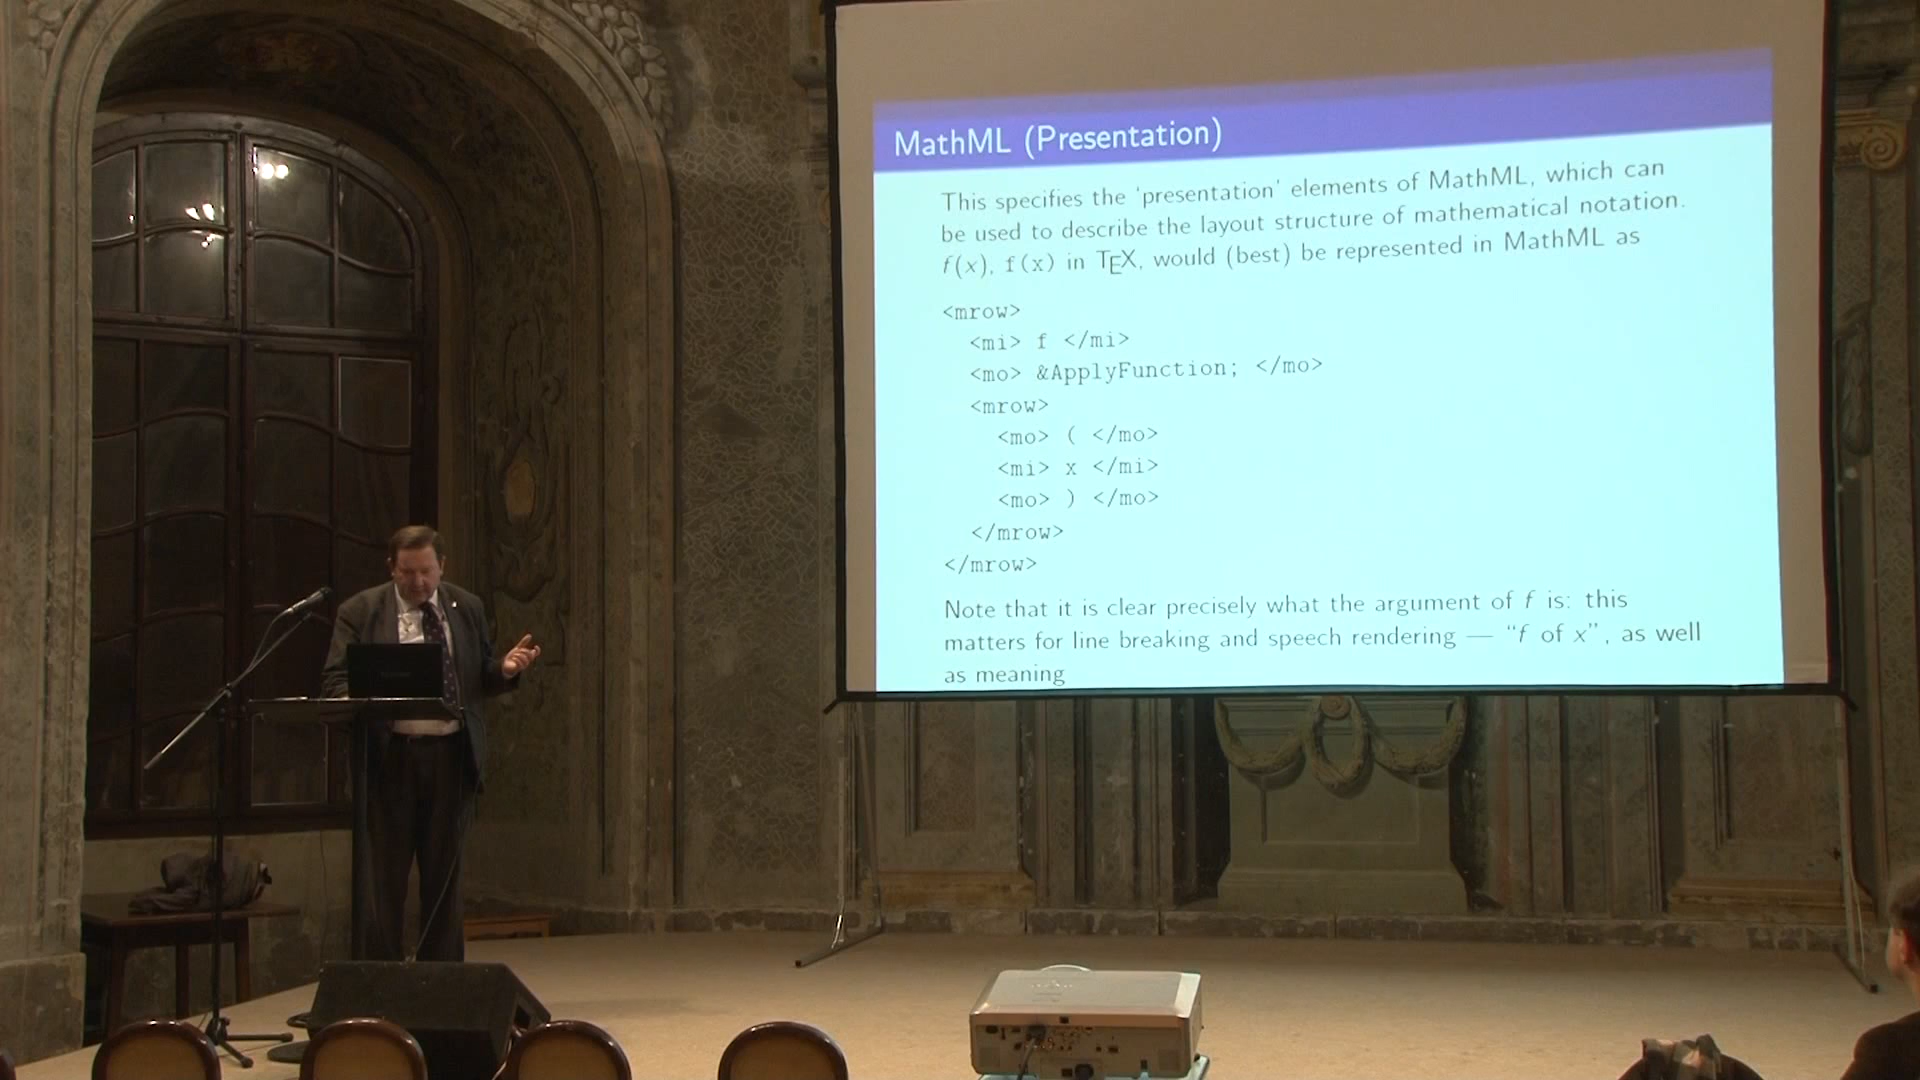 MathML (Presentation)
This specifies the 'presentation' elements of MathML, which can
be used to describe the layout structure of mathematical notation.
f(x), f(x) in TEX, would (best) be represented in MathML as
<mrow>
<mi> f </mi>
<mo> &ApplyFunction; </mo>
<mrow>
<mo> ( </mo>
<mi> x </mi>
<mo> ) </mo>
</mrow>
</mrow>
Note that it is clear precisely what the argument of f is: this
matters for line breaking and speech rendering — “f of x”, as well
as meaning